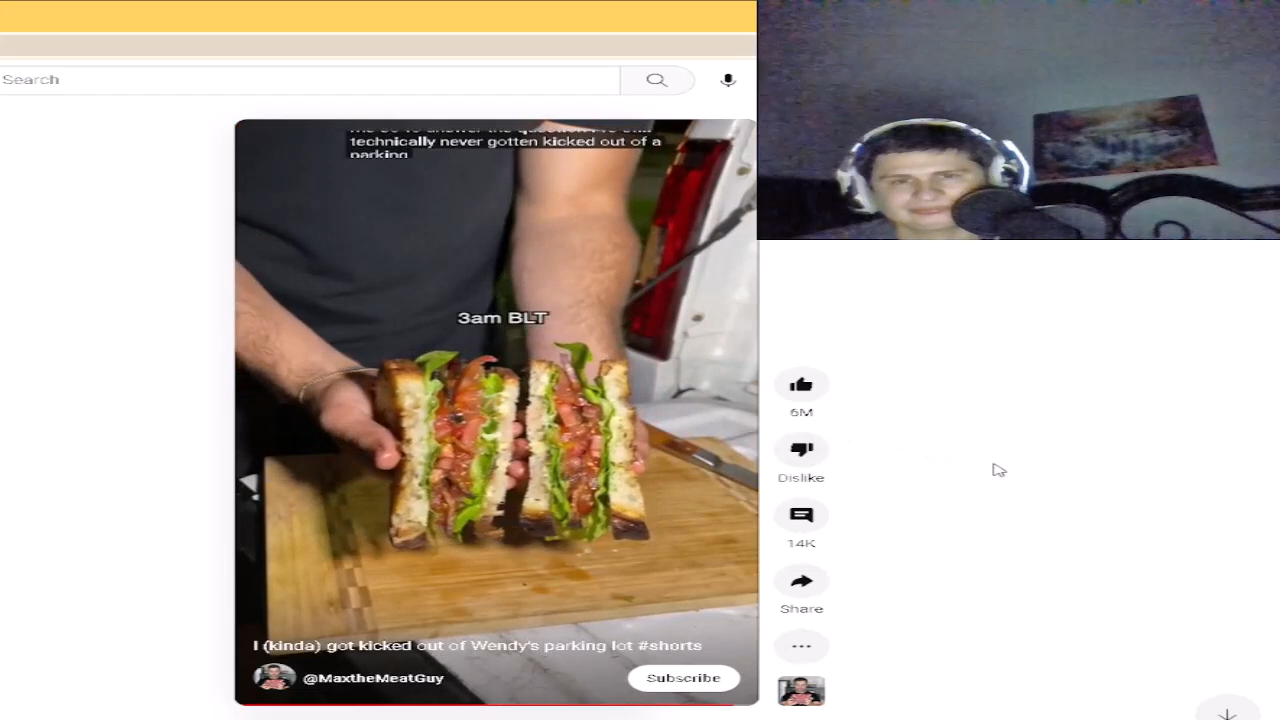 Search
technically never gotten kicked out of a
parking
3am BLT
6M
Dislike
14K
Share
I (kinda) got kicked out of Wendy's parking lot #shorts
@MaxtheMeatGuy
Subscribe